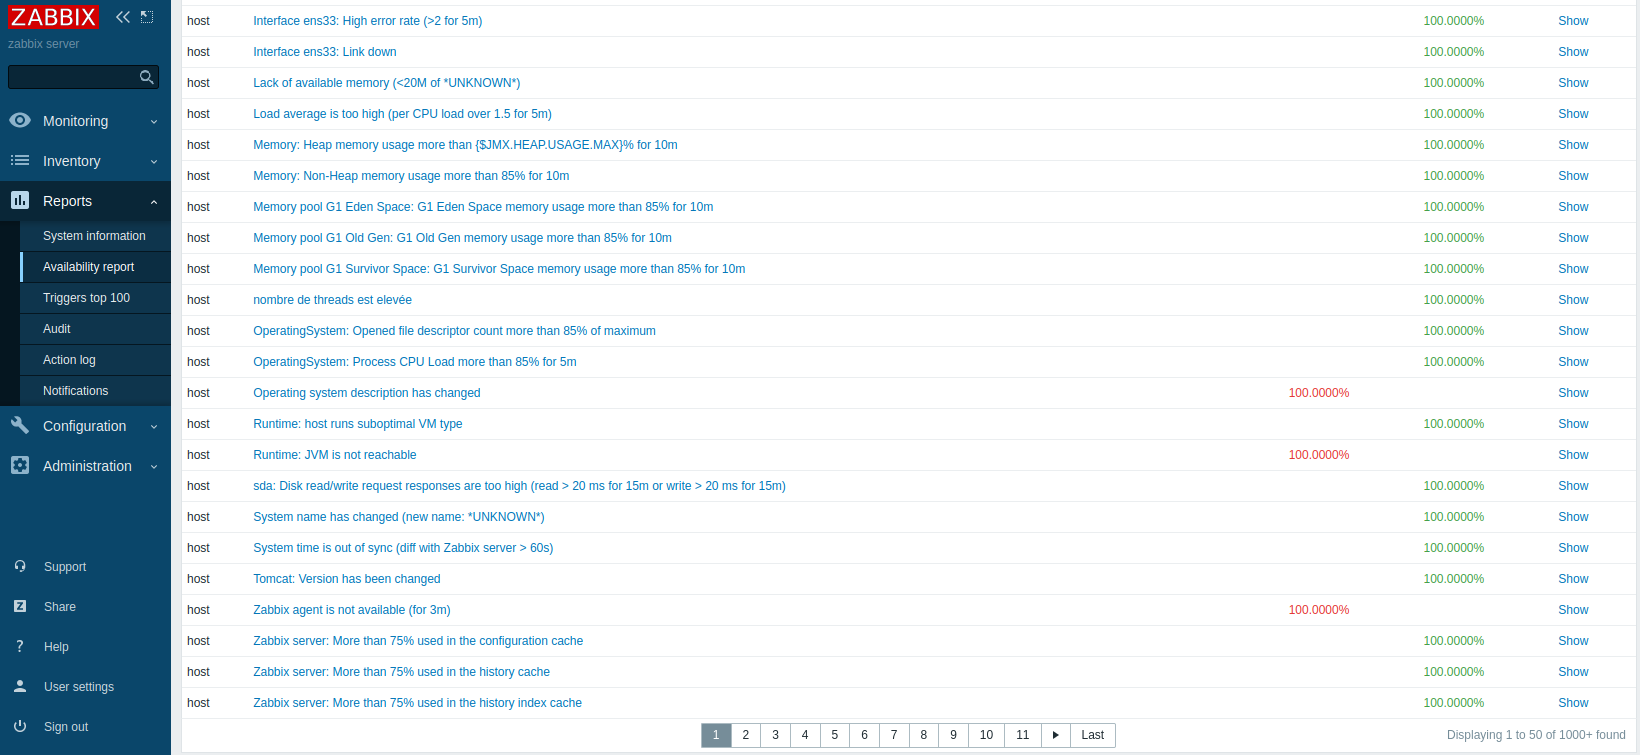 ZABBIX
zabbix server
Monitoring
Inventory
Reports
System information
Availability report
Triggers top 100
Audit
Action log
Notifications
Configuration
Administration
Support
Share
Help
User settings
Sign out
host Interface ens33: High error rate (>2 for 5m) 100.0000% Show
host Interface ens33: Link down 100.0000% Show
host Lack of available memory (<20M of *UNKNOWN*) 100.0000% Show
host Load average is too high (per CPU load over 1.5 for 5m) 100.0000% Show
host Memory: Heap memory usage more than {$JMX.HEAP.USAGE.MAX}% for 10m 100.0000% Show
host Memory: Non-Heap memory usage more than 85% for 10m 100.0000% Show
host Memory pool G1 Eden Space: G1 Eden Space memory usage more than 85% for 10m 100.0000% Show
host Memory pool G1 Old Gen: G1 Old Gen memory usage more than 85% for 10m 100.0000% Show
host Memory pool G1 Survivor Space: G1 Survivor Space memory usage more than 85% for 10m 100.0000% Show
host nombre de threads est elevée 100.0000% Show
host OperatingSystem: Opened file descriptor count more than 85% of maximum 100.0000% Show
host OperatingSystem: Process CPU Load more than 85% for 5m 100.0000% Show
host Operating system description has changed 100.0000% Show
host Runtime: host runs suboptimal VM type 100.0000% Show
host Runtime: JVM is not reachable 100.0000% Show
host sda: Disk read/write request responses are too high (read > 20 ms for 15m or write > 20 ms for 15m) 100.0000% Show
host System name has changed (new name: *UNKNOWN*) 100.0000% Show
host System time is out of sync (diff with Zabbix server > 60s) 100.0000% Show
host Tomcat: Version has been changed 100.0000% Show
host Zabbix agent is not available (for 3m) 100.0000% Show
host Zabbix server: More than 75% used in the configuration cache 100.0000% Show
host Zabbix server: More than 75% used in the history cache 100.0000% Show
host Zabbix server: More than 75% used in the history index cache 100.0000% Show
1 2 3 4 5 6 7 8 9 10 11 Last Displaying 1 to 50 of 1000+ found